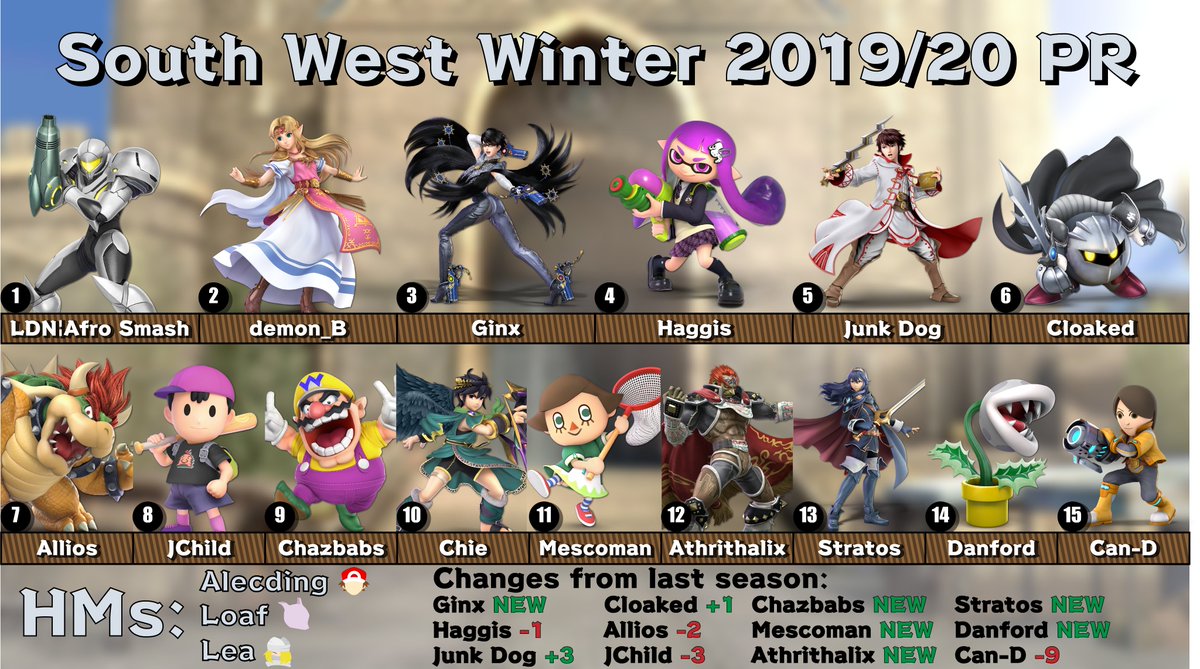 South West Winter 2019/20 PR
1 2 3 4 5 6
LDN¦Afro Smash demon_B Ginx Haggis Junk Dog Cloaked
7 8 9 10 11 12 13 14 15
Allios JChild Chazbabs Chie Mescoman Athrithalix Stratos Danford Can-D
HMs:
Alecding
Loaf
Lea
Changes from last season:
Ginx NEW Cloaked +1 Chazbabs NEW Stratos NEW
Haggis -1 Allios -2 Mescoman NEW Danford NEW
Junk Dog +3 JChild -3 Athrithalix NEW Can-D -9